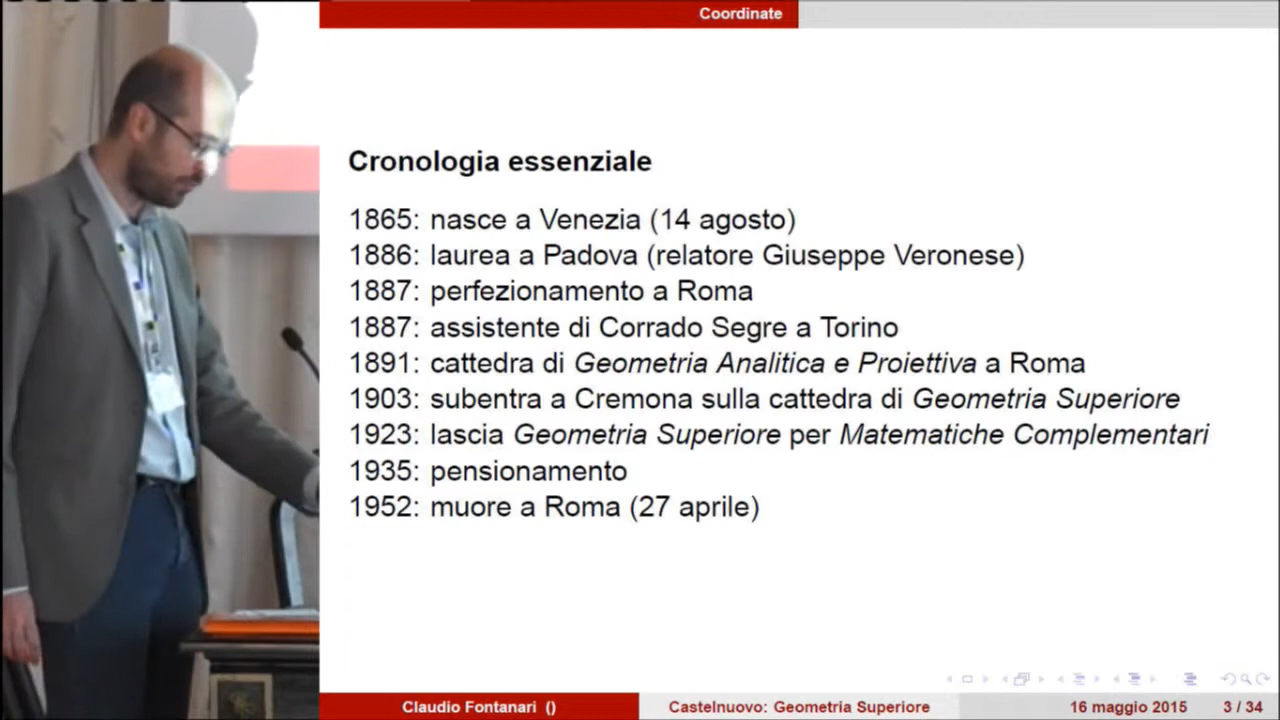 Coordinate
Cronologia essenziale
1865: nasce a Venezia (14 agosto)
1886: laurea a Padova (relatore Giuseppe Veronese)
1887: perfezionamento a Roma
1887: assistente di Corrado Segre a Torino
1891: cattedra di Geometria Analitica e Proiettiva a Roma
1903: subentra a Cremona sulla cattedra di Geometria Superiore
1923: lascia Geometria Superiore per Matematiche Complementari
1935: pensionamento
1952: muore a Roma (27 aprile)
Claudio Fontanari () Castelnuovo: Geometria Superiore 16 maggio 2015 3 / 34